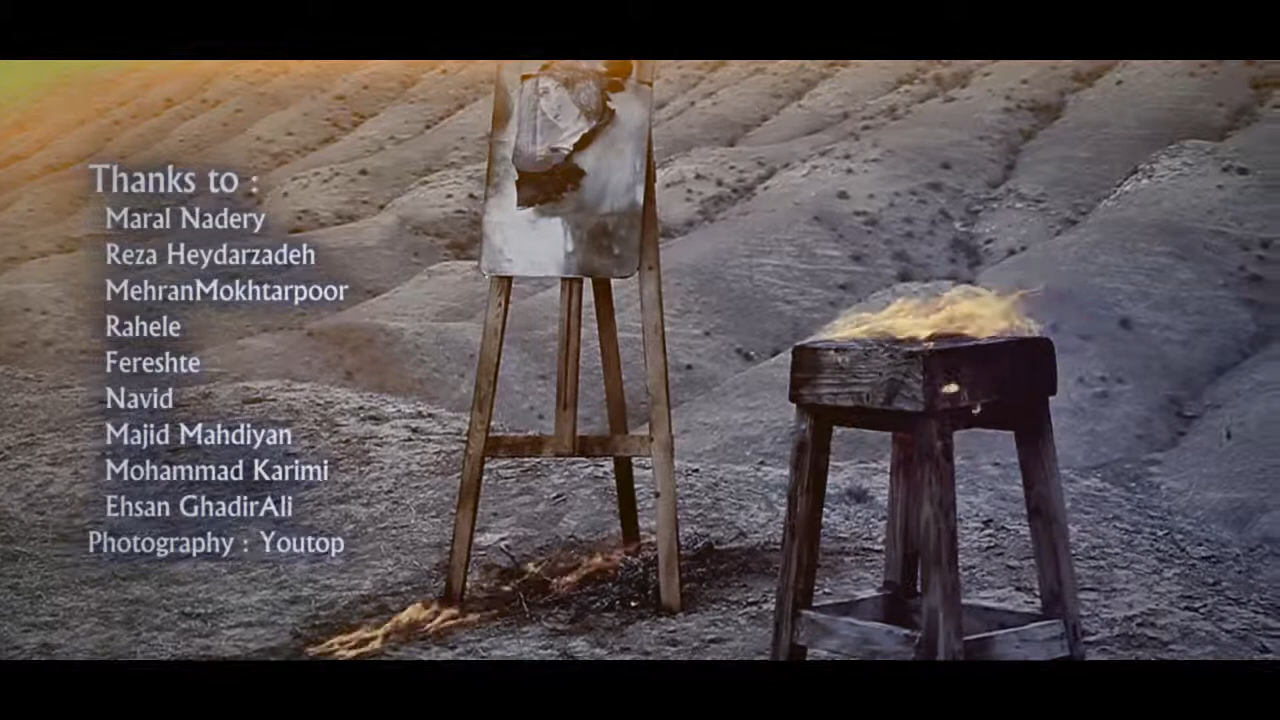 Thanks to :
Maral Nadery
Reza Heydarzadeh
MehranMokhtarpoor
Rahele
Fereshte
Navid
Majid Mahdiyan
Mohammad Karimi
Ehsan GhadirAli
Photography : Youtop